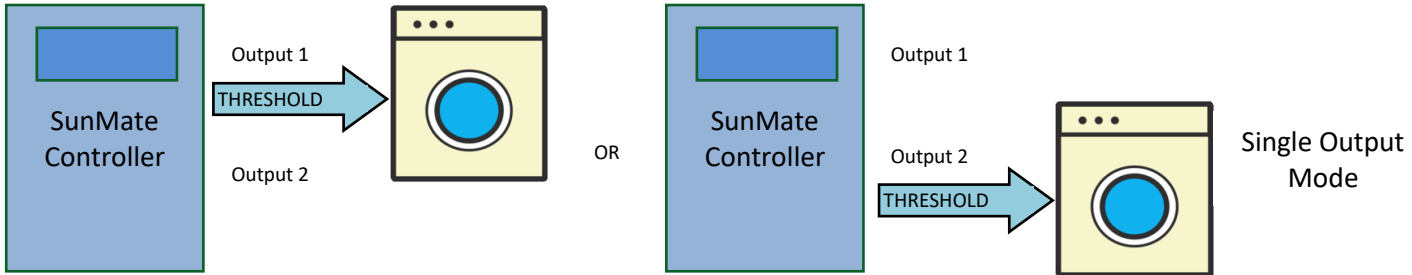 SunMate
Controller
Output 1
THRESHOLD
Output 2
OR
SunMate
Controller
Output 1
Output 2
THRESHOLD
Single Output
Mode